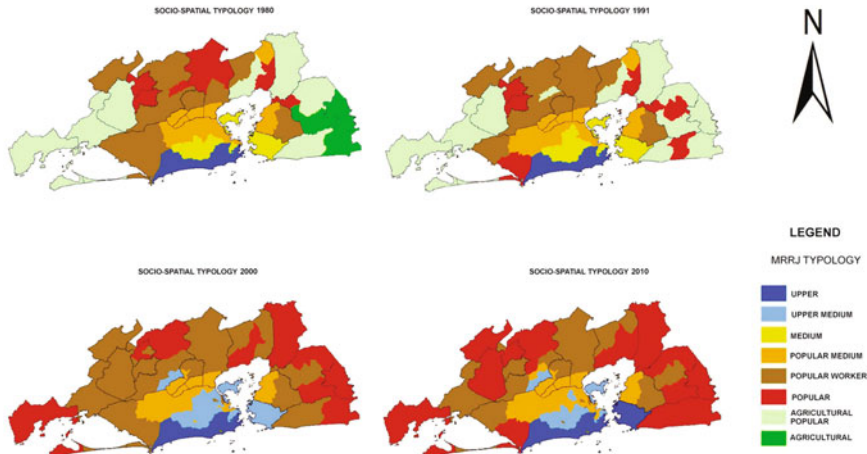 SOCIO-SPATIAL TYPOLOGY 1980
SOCIO-SPATIAL TYPOLOGY 1991
N
SOCIO-SPATIAL TYPOLOGY 2000
SOCIO-SPATIAL TYPOLOGY 2010
LEGEND
MRRJ TYPOLOGY
UPPER
UPPER MEDIUM
MEDIUM
POPULAR MEDIUM
POPULAR WORKER
POPULAR
AGRICULTURAL
POPULAR
AGRICULTURAL